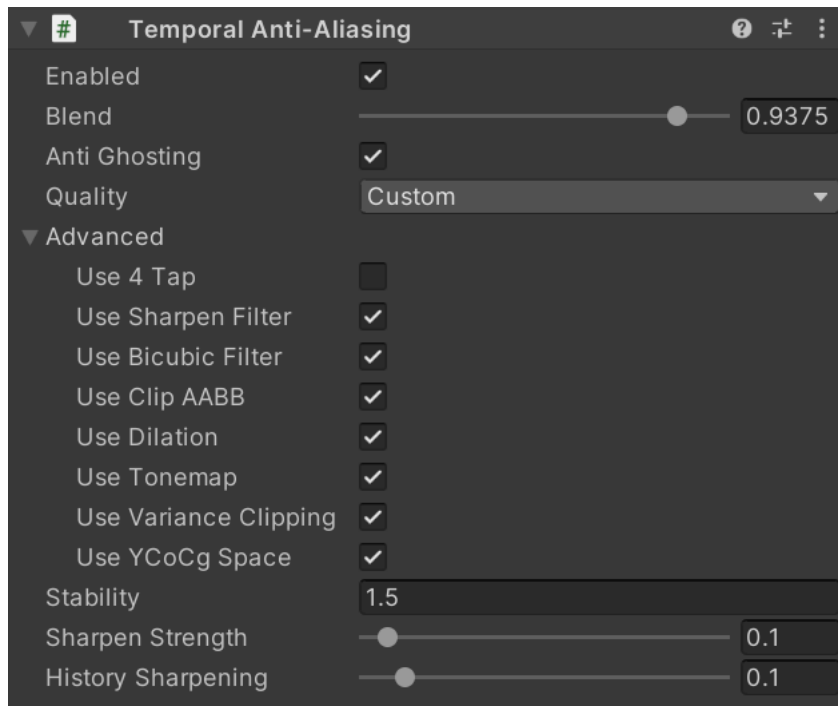 # Temporal Anti-Aliasing ?
Enabled
Blend 0.9375
Anti Ghosting
Quality Custom
Advanced
Use 4 Tap
Use Sharpen Filter
Use Bicubic Filter
Use Clip AABB
Use Dilation
Use Tonemap
Use Variance Clipping
Use YCoCg Space
Stability 1.5
Sharpen Strength 0.1
History Sharpening 0.1